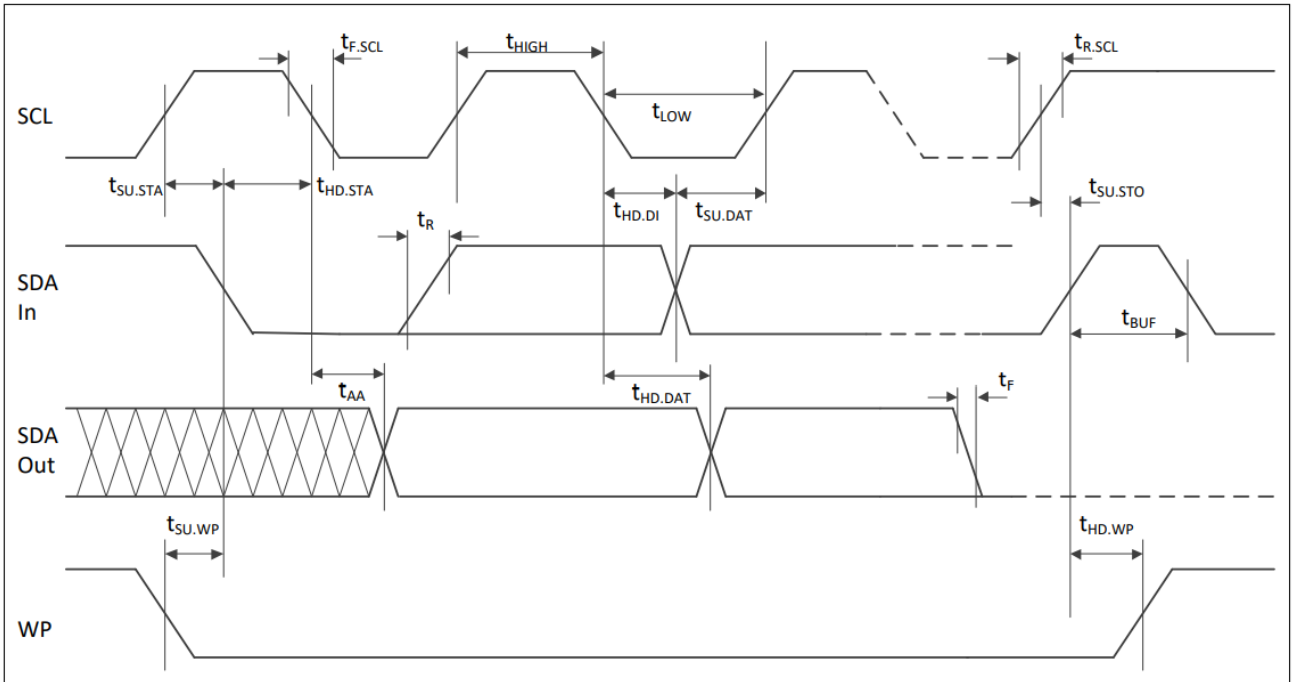 tF.SCL
tHIGH
tR.SCL
SCL
tLOW
tSU.STA
tHD.STA
tHD.DI
tSU.DAT
tSU.STO
tR
SDA
In
tBUF
tAA
tHD.DAT
tF
SDA
Out
tSU.WP
tHD.WP
WP